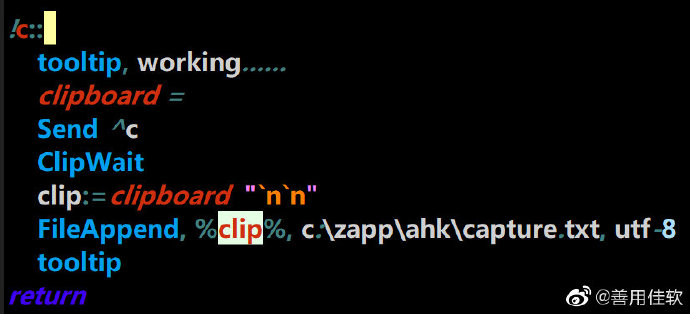 !c::
tooltip, working......
clipboard =
Send ^c
ClipWait
clip:=clipboard "`n`n"
FileAppend, %clip%, c:\zapp\ahk\capture.txt, utf-8
tooltip
return
@善用佳软